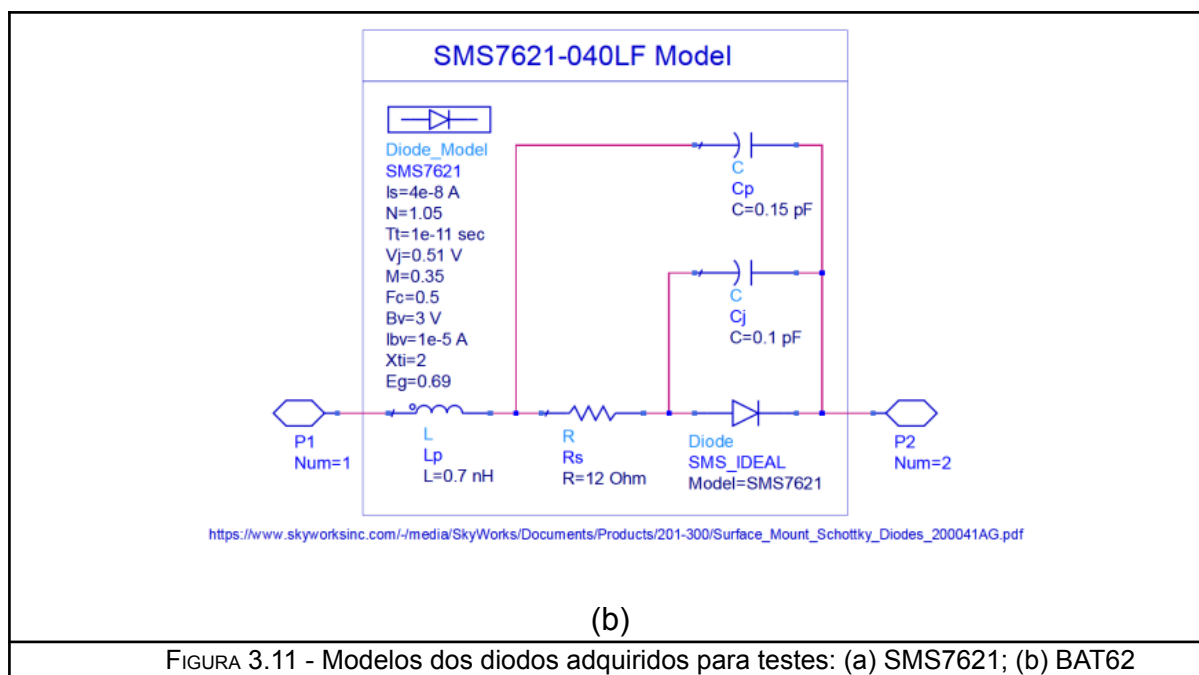 SMS7621-040LF Model
Diode_Model
SMS7621
Is=4e-8 A
N=1.05
Tt=1e-11 sec
Vj=0.51 V
M=0.35
Fc=0.5
Bv=3 V
Ibv=1e-5 A
Xti=2
Eg=0.69
C
Cp
C=0.15 pF
C
Cj
C=0.1 pF
P1
Num=1
L
Lp
L=0.7 nH
R
Rs
R=12 Ohm
Diode
SMS_IDEAL
Model=SMS7621
P2
Num=2
https://www.skyworksinc.com/-/media/SkyWorks/Documents/Products/201-300/Surface_Mount_Schottky_Diodes_200041AG.pdf
(b)
FIGURA 3.11 - Modelos dos diodos adquiridos para testes: (a) SMS7621; (b) BAT62